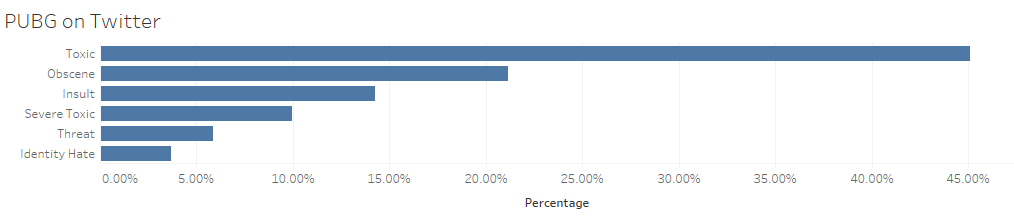 PUBG on Twitter
Toxic
Obscene
Insult
Severe Toxic
Threat
Identity Hate
0.00% 5.00% 10.00% 15.00% 20.00% 25.00% 30.00% 35.00% 40.00% 45.00%
Percentage